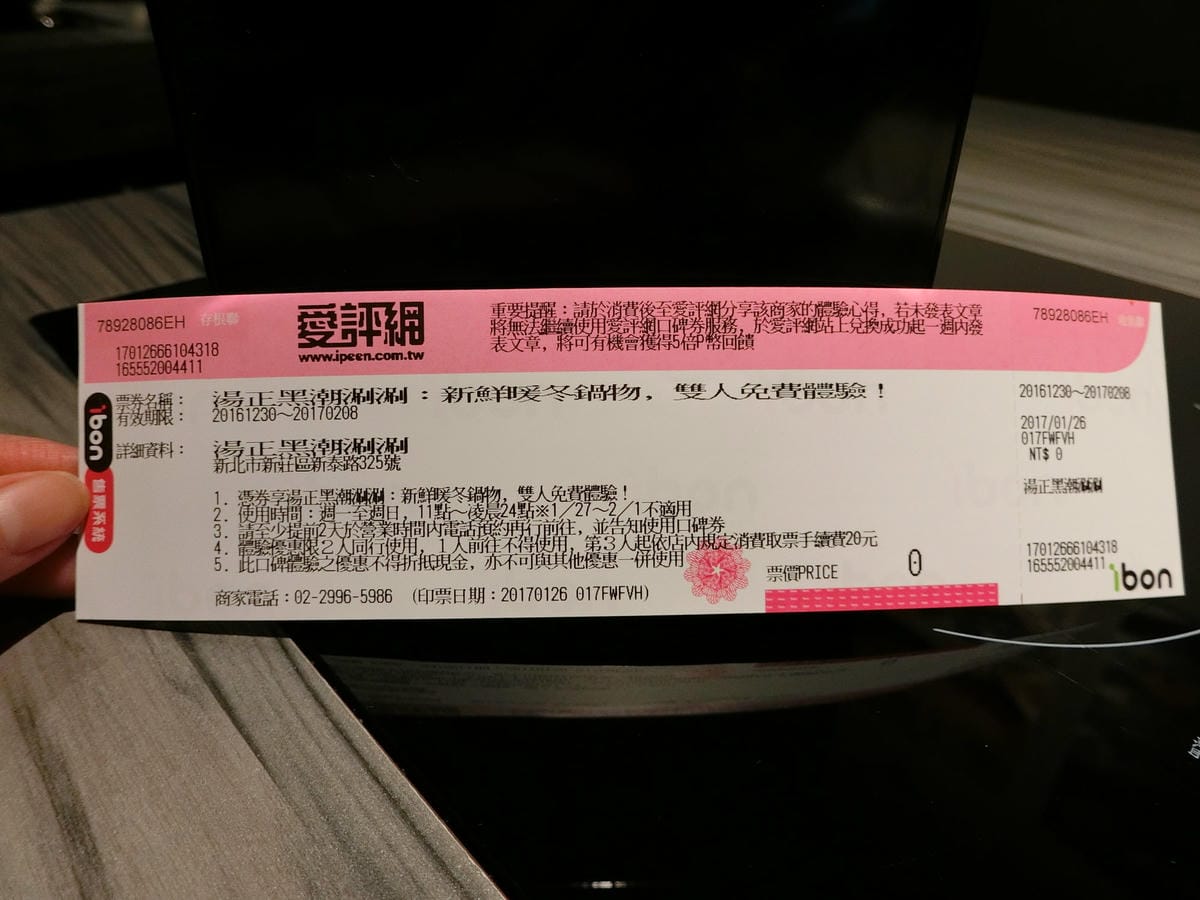 78928086EH 存根聯
17012666104318
165552004411
愛評網
www.ipeen.com.tw
重要提醒：請於消費後至愛評網分享該商家的體驗心得，若未發表文章
將無法繼續使用愛評網口碑券服務，於愛評網站上兌換成功起一週內發
表文章，將可有機會獲得5倍P幣回饋
78928086EH
ibon
售票系統
票券名稱：湯正黑潮涮涮：新鮮暖冬鍋物，雙人免費體驗！
有效期限：20161230～20170208
詳細資料：湯正黑潮涮涮
新北市新莊區新泰路325號
1. 憑券享湯正黑潮涮涮：新鮮暖冬鍋物，雙人免費體驗！
2. 使用時間：週一至週日，11點～凌晨24點※1/27～2/1不適用
3. 請至少提前2天於營業時間內電話預約再行前往，並告知使用口碑券
4. 體驗優惠限2人同行使用，1人前往不得使用，第3人起依店內規定消費取票手續費20元
5. 此口碑體驗之優惠不得折抵現金，亦不可與其他優惠一併使用
票價PRICE 0
商家電話：02-2996-5986 （印票日期：20170126 017FWFVH）
20161230～20170208
2017/01/26
017FWFVH
NT$ 0
湯正黑潮涮涮
17012666104318
165552004411
ibon